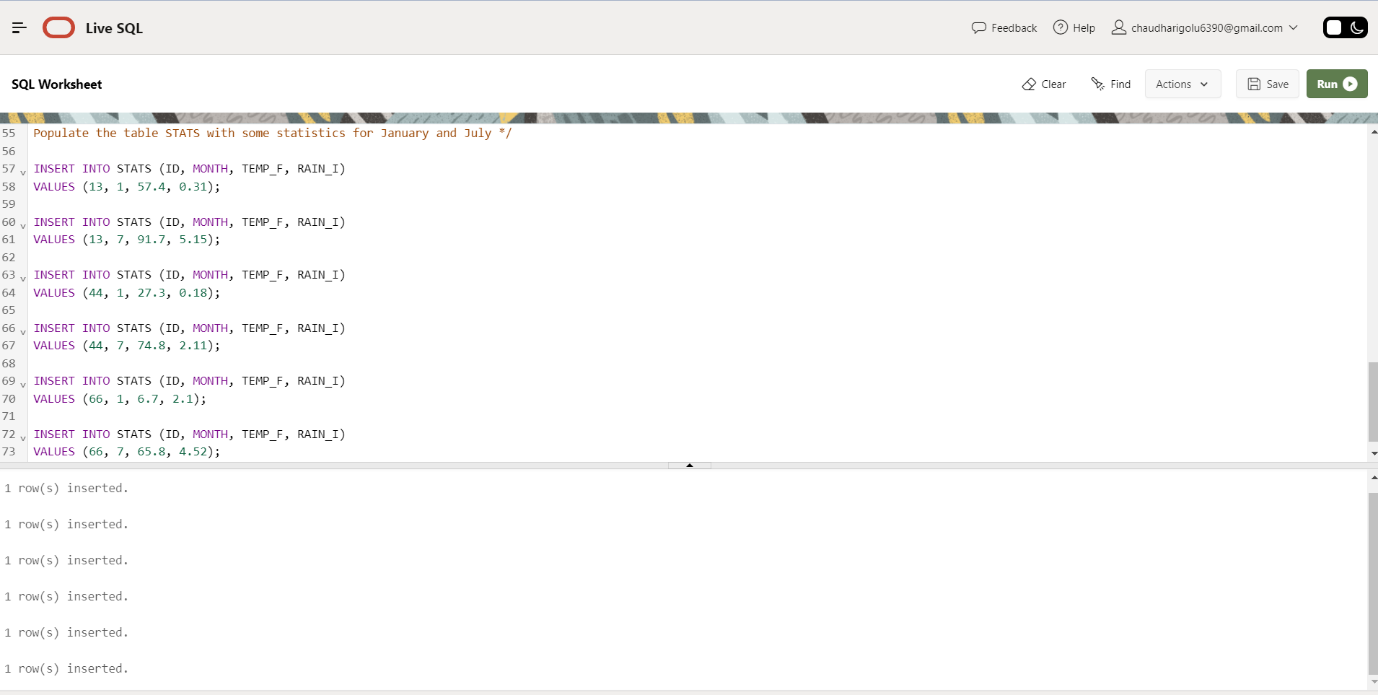 Live SQL
Feedback
Help
chaudharigolu6390@gmail.com
SQL Worksheet
Clear
Find
Actions
Save
Run
55 Populate the table STATS with some statistics for January and July */
56
57 INSERT INTO STATS (ID, MONTH, TEMP_F, RAIN_I)
58 VALUES (13, 1, 57.4, 0.31);
59
60 INSERT INTO STATS (ID, MONTH, TEMP_F, RAIN_I)
61 VALUES (13, 7, 91.7, 5.15);
62
63 INSERT INTO STATS (ID, MONTH, TEMP_F, RAIN_I)
64 VALUES (44, 1, 27.3, 0.18);
65
66 INSERT INTO STATS (ID, MONTH, TEMP_F, RAIN_I)
67 VALUES (44, 7, 74.8, 2.11);
68
69 INSERT INTO STATS (ID, MONTH, TEMP_F, RAIN_I)
70 VALUES (66, 1, 6.7, 2.1);
71
72 INSERT INTO STATS (ID, MONTH, TEMP_F, RAIN_I)
73 VALUES (66, 7, 65.8, 4.52);
1 row(s) inserted.
1 row(s) inserted.
1 row(s) inserted.
1 row(s) inserted.
1 row(s) inserted.
1 row(s) inserted.